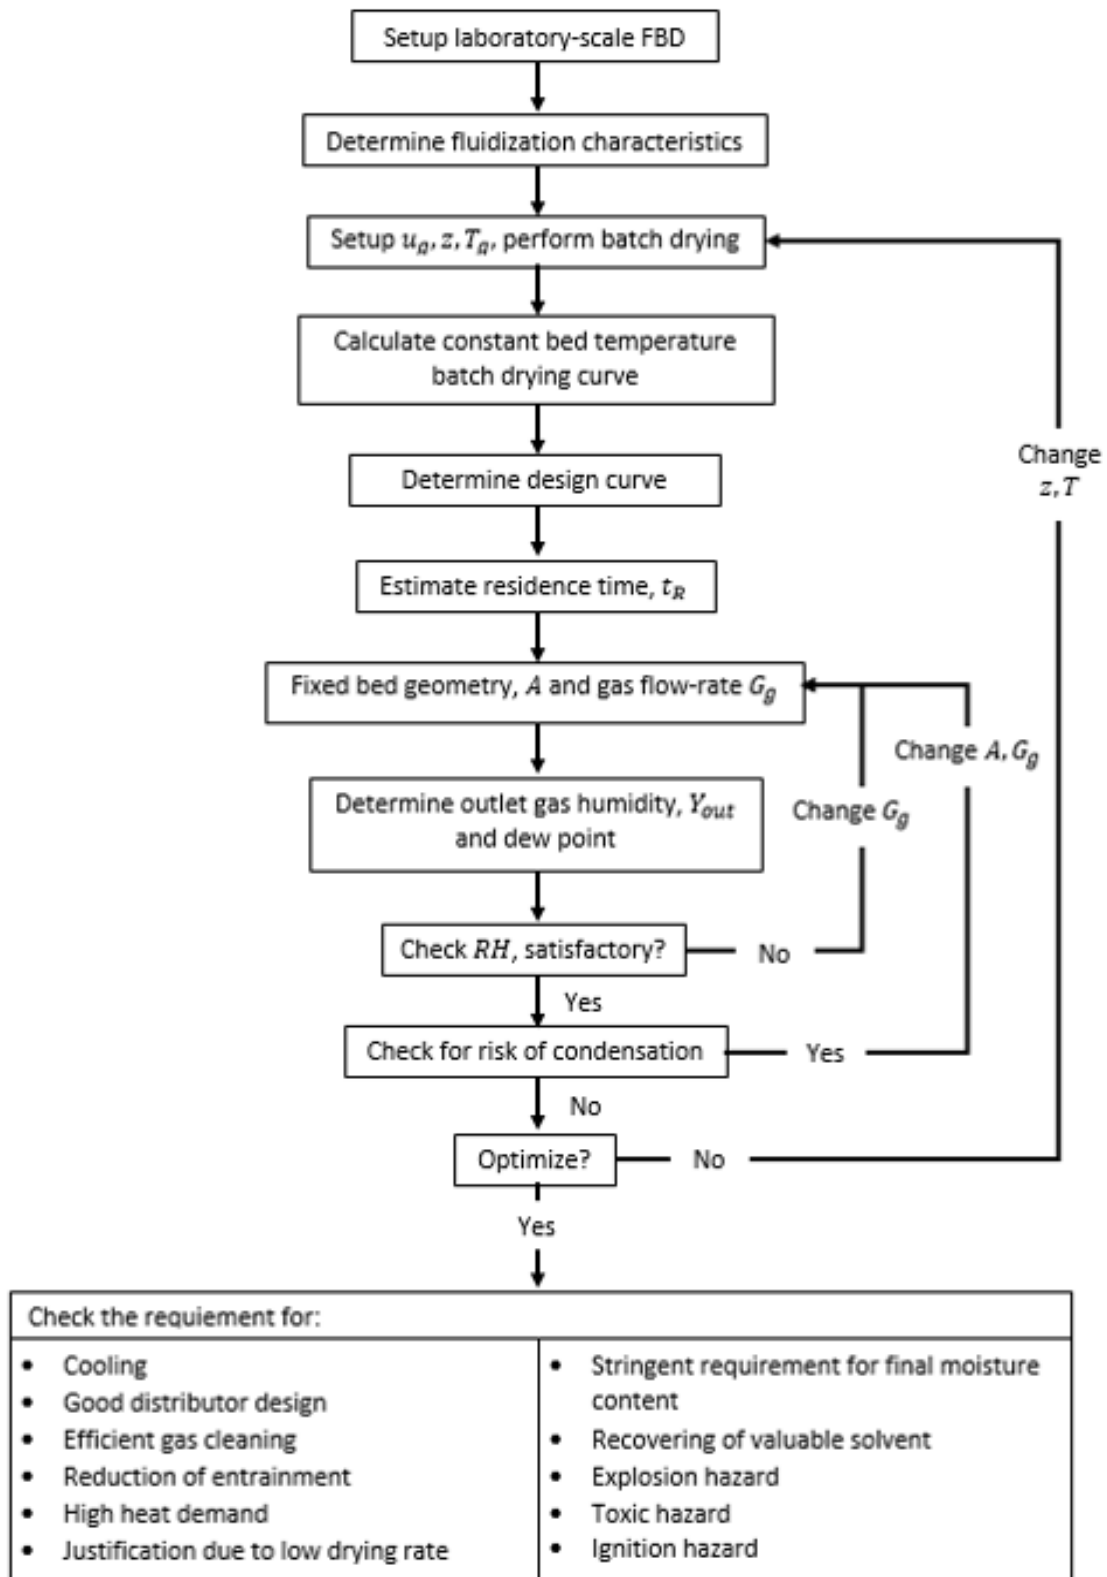 Setup laboratory-scale FBD
Determine fluidization characteristics
Setup u_g, z, T_g, perform batch drying
Calculate constant bed temperature
batch drying curve
Change
z, T
Determine design curve
Estimate residence time, t_R
Fixed bed geometry, A and gas flow-rate G_g
Change A, G_g
Determine outlet gas humidity, Y_out
and dew point
Change G_g
Check RH, satisfactory?
No
Yes
Check for risk of condensation
Yes
No
Optimize?
No
Yes
Check the requiement for:
• Cooling
• Good distributor design
• Efficient gas cleaning
• Reduction of entrainment
• High heat demand
• Justification due to low drying rate
• Stringent requirement for final moisture
content
• Recovering of valuable solvent
• Explosion hazard
• Toxic hazard
• Ignition hazard